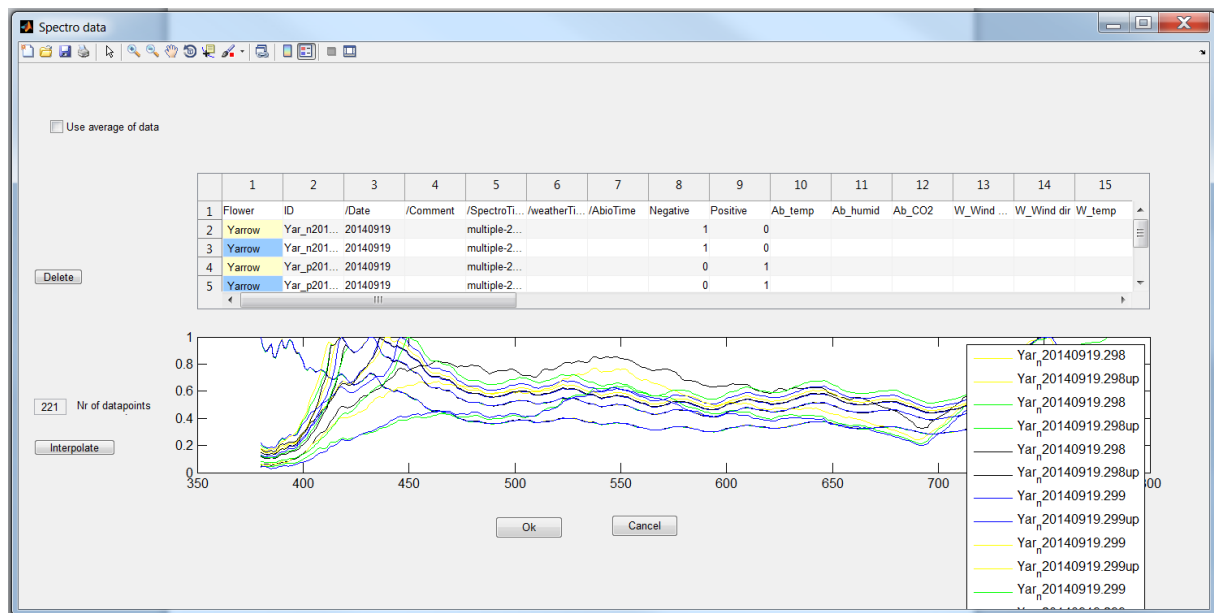 Spectro data
Use average of data
1 2 3 4 5 6 7 8 9 10 11 12 13 14 15
1 Flower ID /Date /Comment /SpectroTi... /weatherTi... /AbioTime Negative Positive Ab_temp Ab_humid Ab_CO2 W_Wind ... W_Wind dir W_temp
2 Yarrow Yar_n201... 20140919 multiple-2... 1 0
3 Yarrow Yar_n201... 20140919 multiple-2... 1 0
4 Yarrow Yar_p201... 20140919 multiple-2... 0 1
5 Yarrow Yar_p201... 20140919 multiple-2... 0 1
Delete
1
0.8
0.6
0.4
0.2
0
350 400 450 500 550 600 650 700
221 Nr of datapoints
Interpolate
Yar_n20140919.298
Yar_n20140919.298up
Yar_n20140919.298
Yar_n20140919.298up
Yar_n20140919.298
Yar_n20140919.298up
Yar_n20140919.299
Yar_n20140919.299up
Yar_n20140919.299
Yar_n20140919.299up
Yar_n20140919.299
Ok Cancel